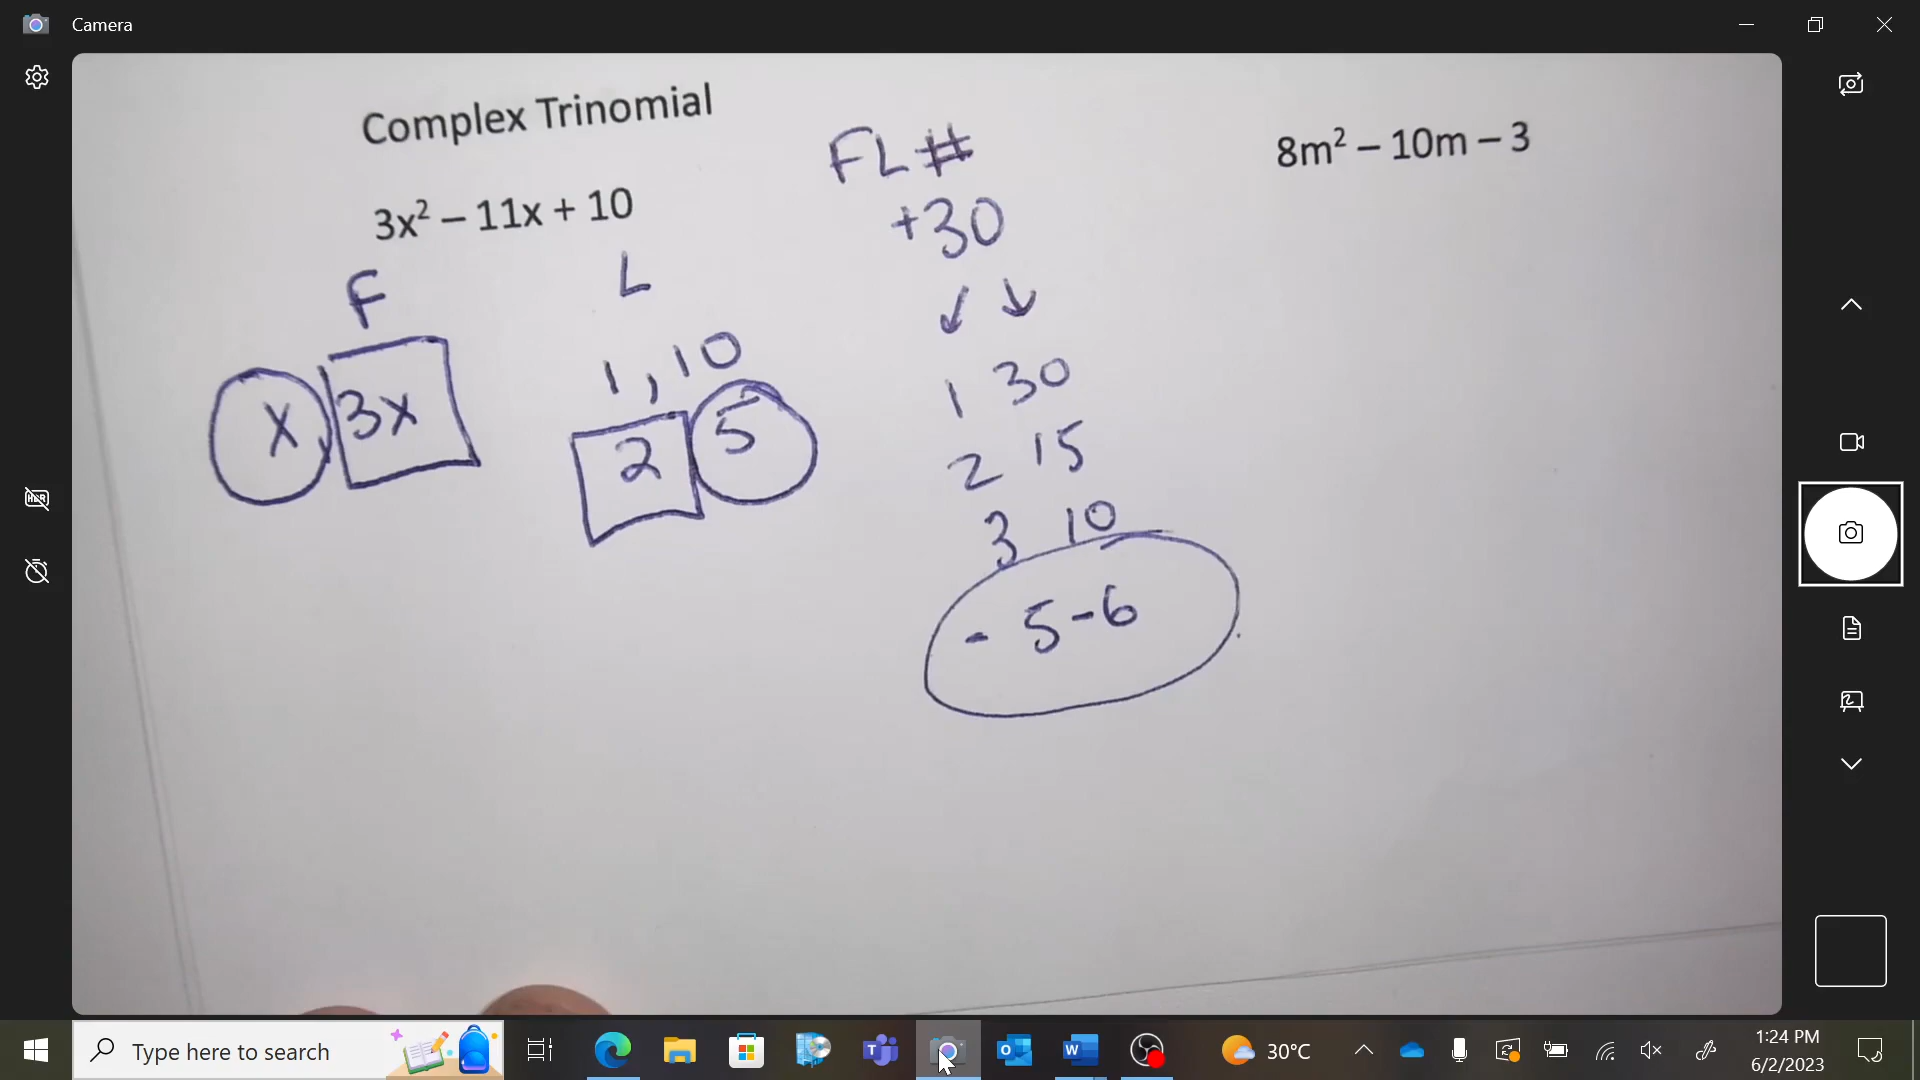 Camera
Complex Trinomial
3x² – 11x + 10
F
L
x 3x
1, 10
2 5
FL #
+30
1 30
2 15
3 10
- 5 - 6
8m² – 10m – 3
Type here to search
30°C
1:24 PM
6/2/2023